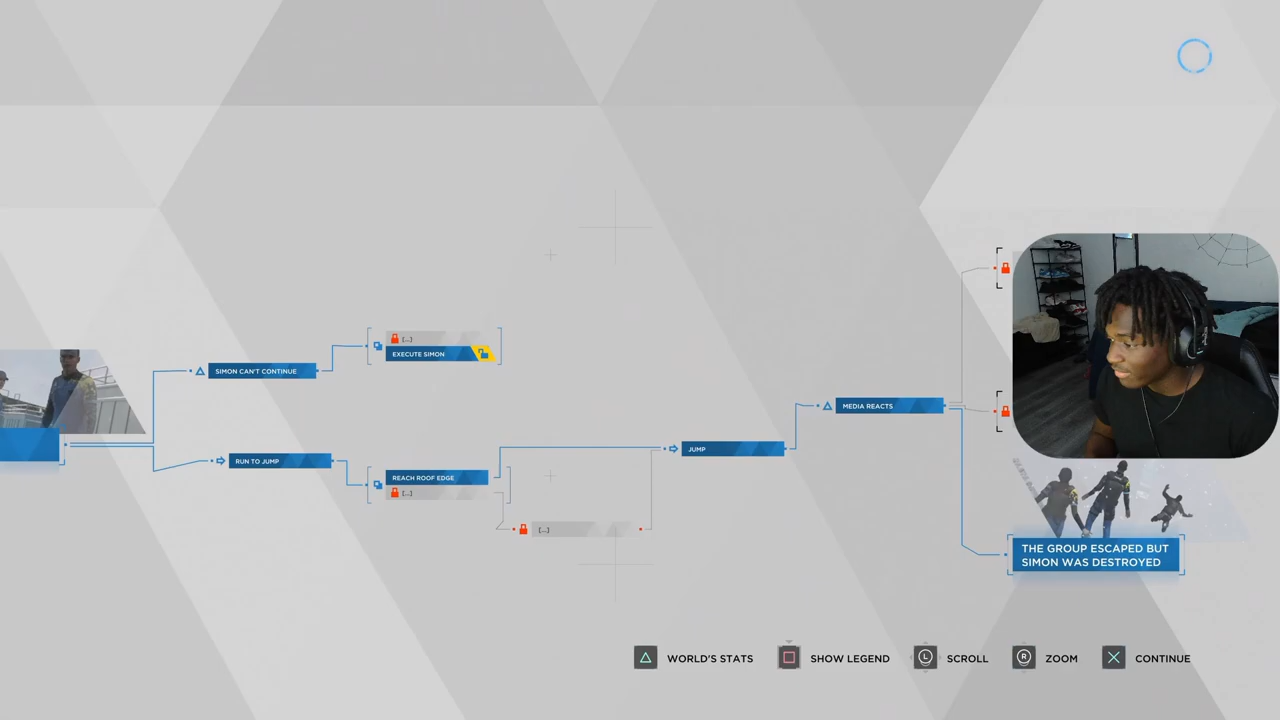 [...]
EXECUTE SIMON
SIMON CAN'T CONTINUE
MEDIA REACTS
JUMP
RUN TO JUMP
REACH ROOF EDGE
[...]
[...]
THE GROUP ESCAPED BUT
SIMON WAS DESTROYED
WORLD'S STATS
SHOW LEGEND
L
SCROLL
R
ZOOM
CONTINUE